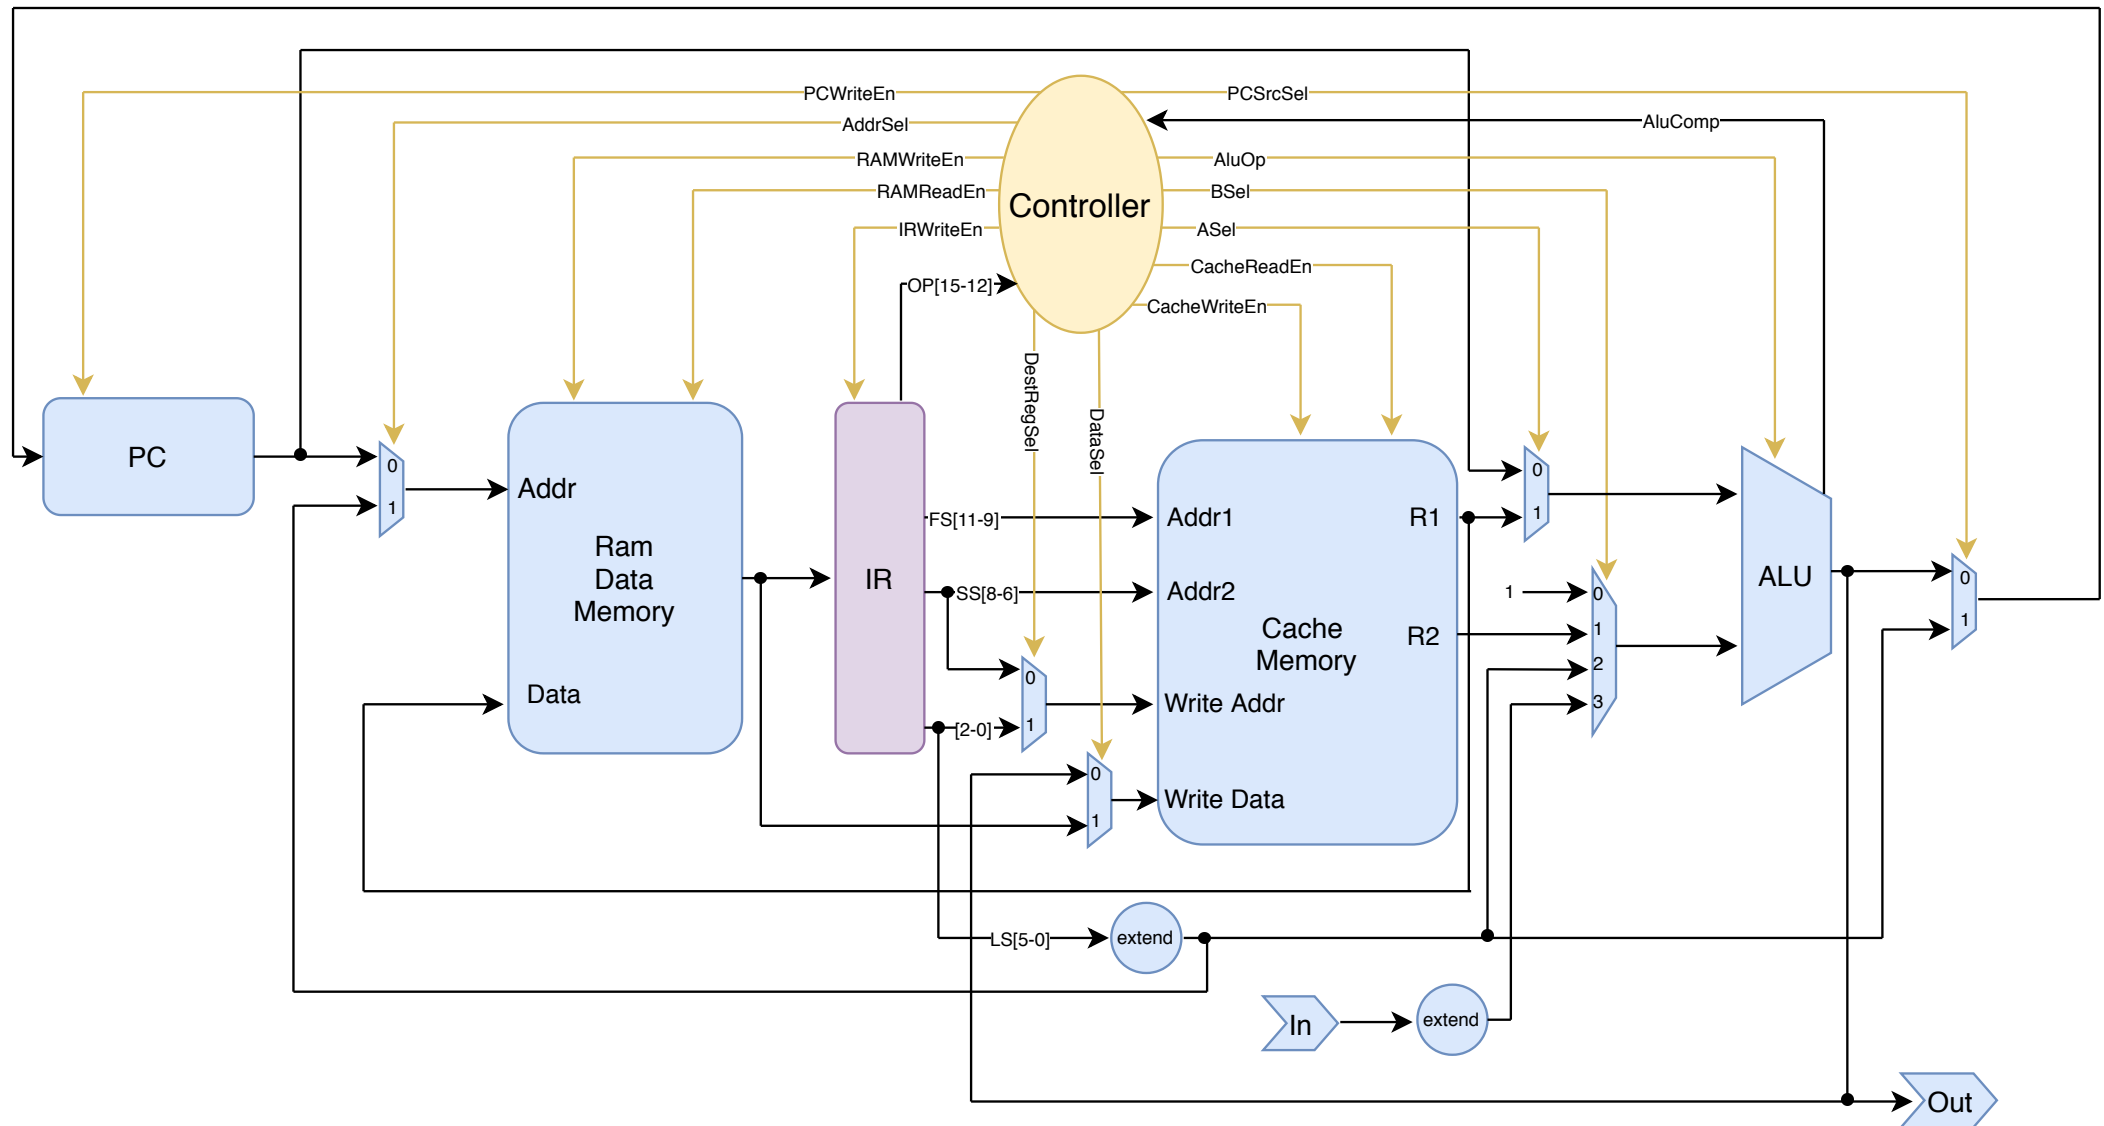 PCWriteEn
PCSrcSel
AddrSel
AluComp
RAMWriteEn
AluOp
RAMReadEn
BSel
Controller
IRWriteEn
ASel
CacheReadEn
OP[15-12]
CacheWriteEn
DestRegSel
DataSel
PC
0
1
Addr
Ram
Data
Memory
Data
IR
FS[11-9]
SS[8-6]
[2-0]
0
1
0
1
Addr1
R1
Addr2
Cache
Memory
R2
Write Addr
Write Data
0
1
1
0
1
2
3
ALU
0
1
LS[5-0]
extend
In
extend
Out